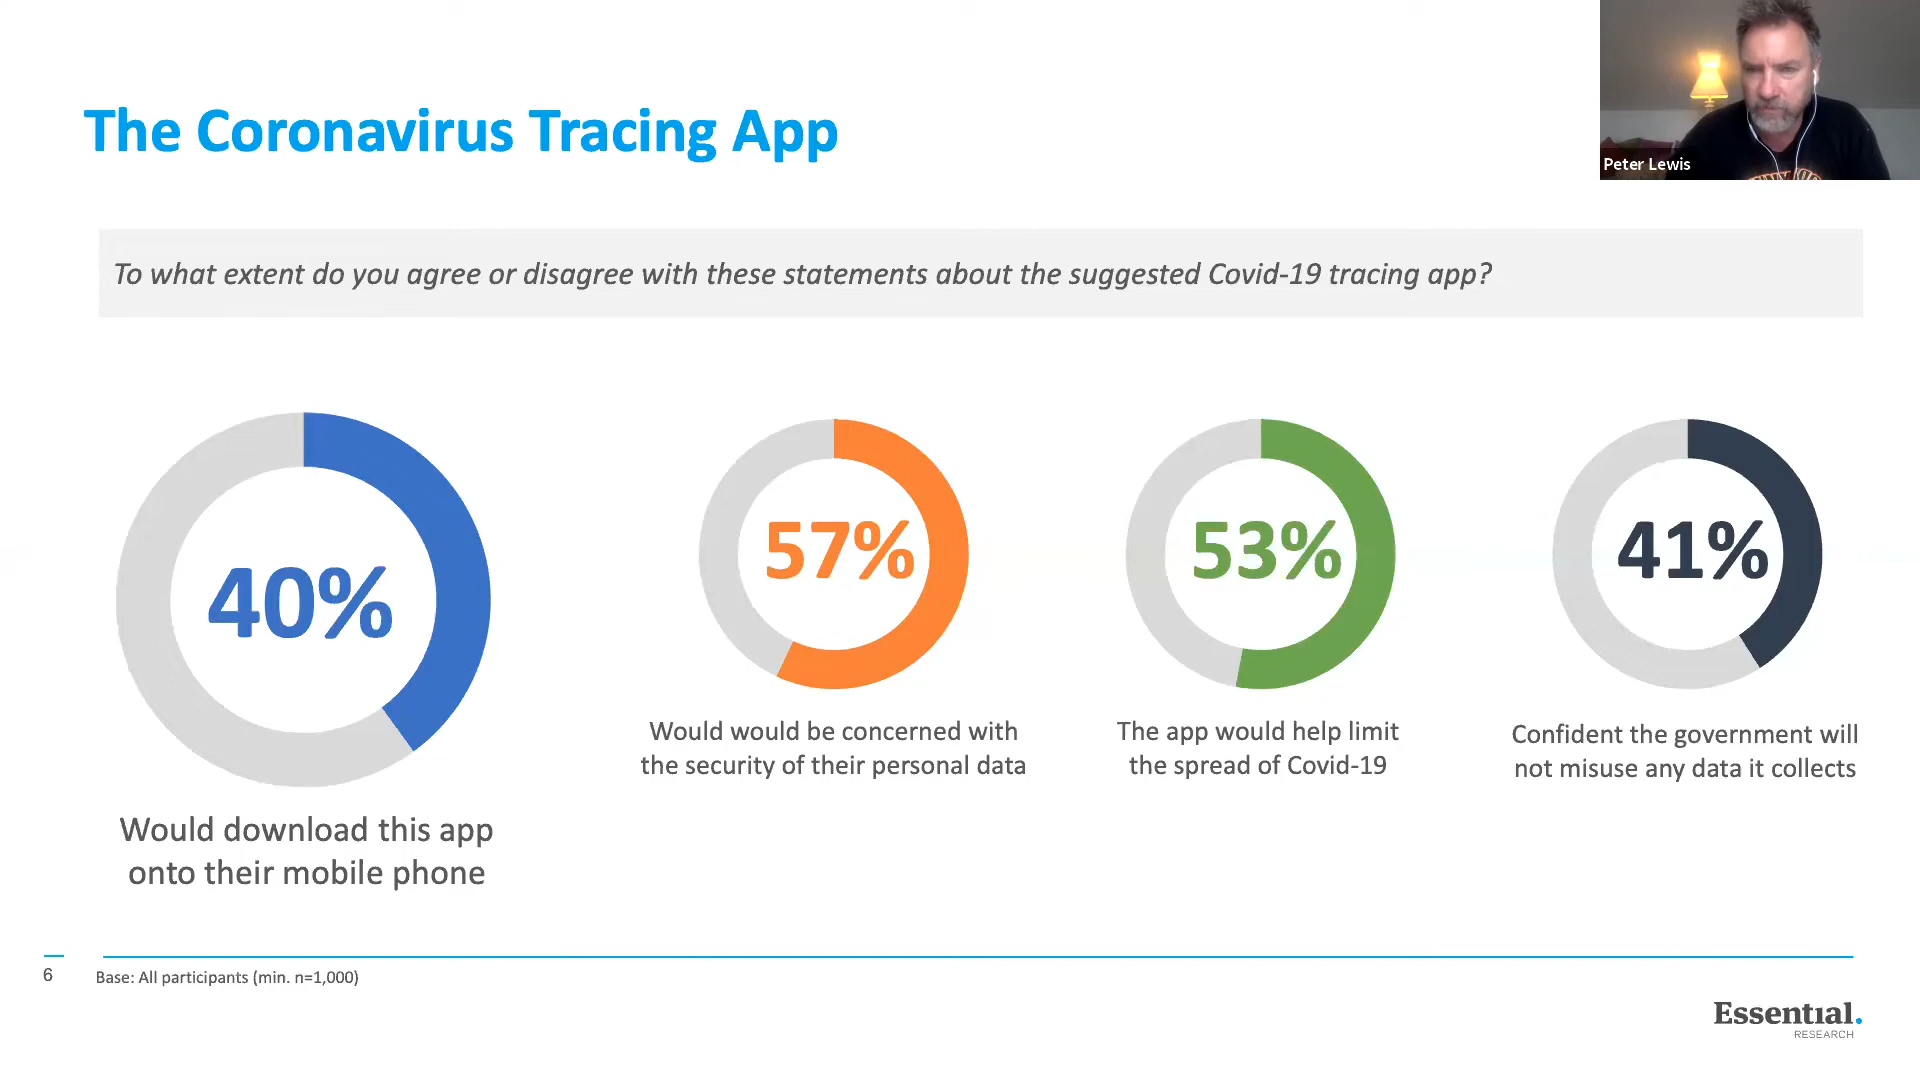 The Coronavirus Tracing App
Peter Lewis
To what extent do you agree or disagree with these statements about the suggested Covid-19 tracing app?
40%
Would download this app
onto their mobile phone
57%
Would would be concerned with
the security of their personal data
53%
The app would help limit
the spread of Covid-19
41%
Confident the government will
not misuse any data it collects
6
Base: All participants (min. n=1,000)
Essential.
RESEARCH